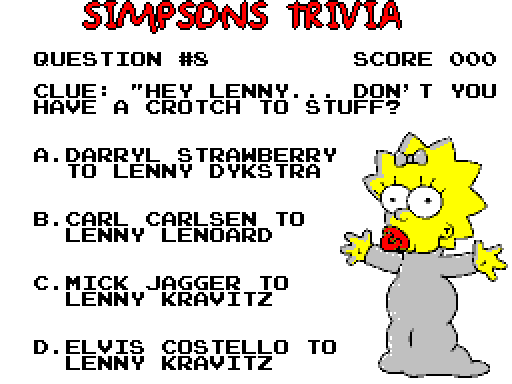 SIMPSONS TRIVIA
QUESTION #8 SCORE 000
CLUE: "HEY LENNY... DON'T YOU
HAVE A CROTCH TO STUFF?
A.DARRYL STRAWBERRY
TO LENNY DYKSTRA
B.CARL CARLSEN TO
LENNY LENOARD
C.MICK JAGGER TO
LENNY KRAVITZ
D.ELVIS COSTELLO TO
LENNY KRAVITZ